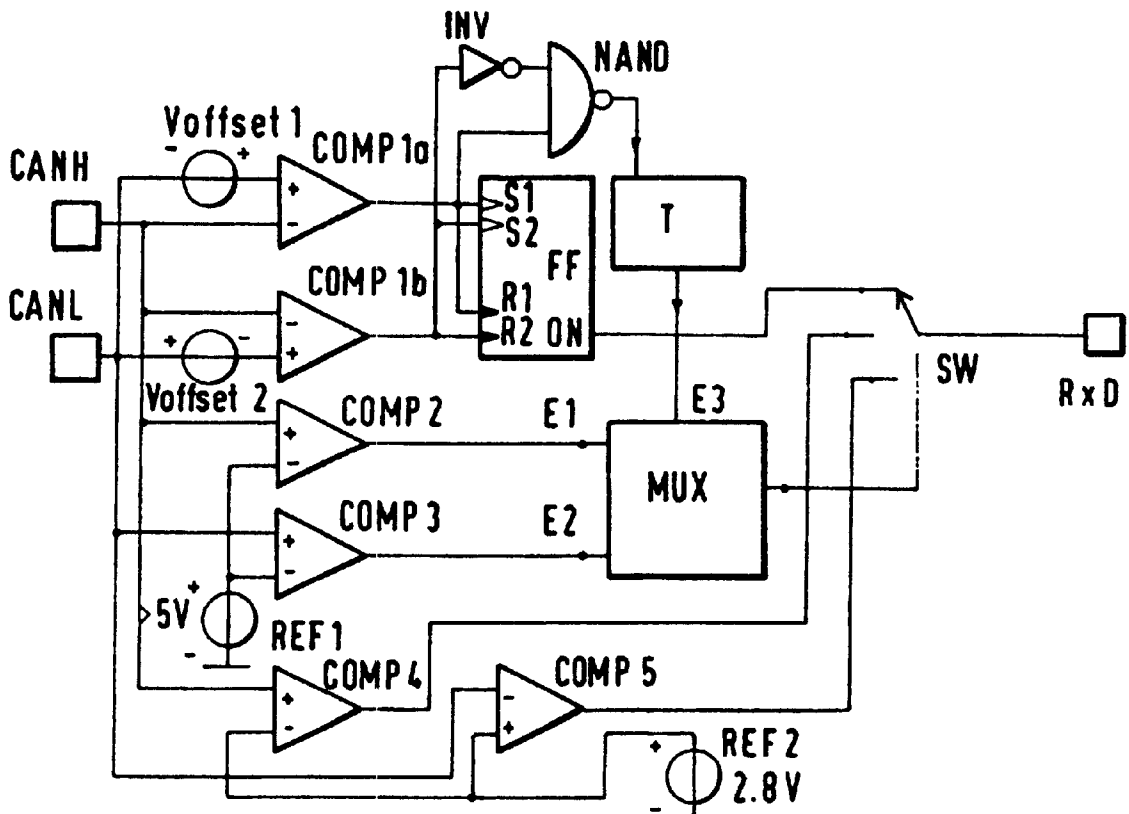 INV
NAND
Voffset 1
- +
COMP 1a
CANH
+
-
S1
S2
T
FF
CANL
COMP 1b
-
+
+ -
R1
R2 ON
SW
RxD
Voffset 2
COMP 2
E1
E3
+
-
MUX
COMP 3
E2
+
-
+
5V
-
REF 1
COMP 4
+
-
COMP 5
-
+
+
REF 2
2.8V
-